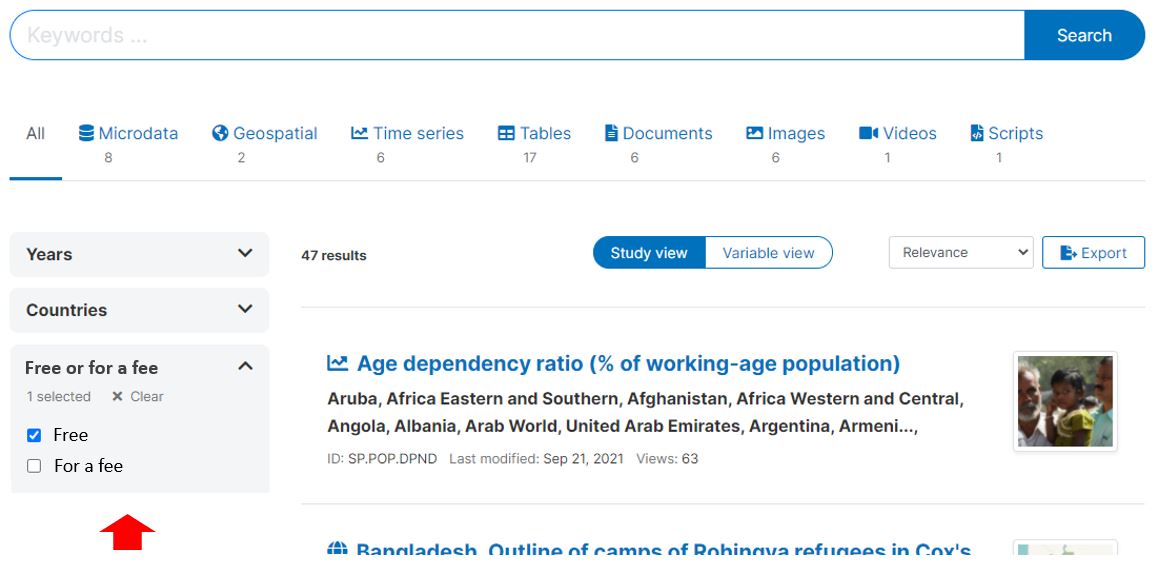 Keywords ...
Search
All
Microdata
Geospatial
Time series
Tables
Documents
Images
Videos
Scripts
8
2
6
17
6
6
1
1
Years
47 results
Study view
Variable view
Relevance
Export
Countries
Free or for a fee
1 selected
Clear
Free
For a fee
Age dependency ratio (% of working-age population)
Aruba, Africa Eastern and Southern, Afghanistan, Africa Western and Central,
Angola, Albania, Arab World, United Arab Emirates, Argentina, Armeni...,
ID: SP.POP.DPND Last modified: Sep 21, 2021 Views: 63
Bangladesh, Outline of camps of Rohingya refugees in Cox's